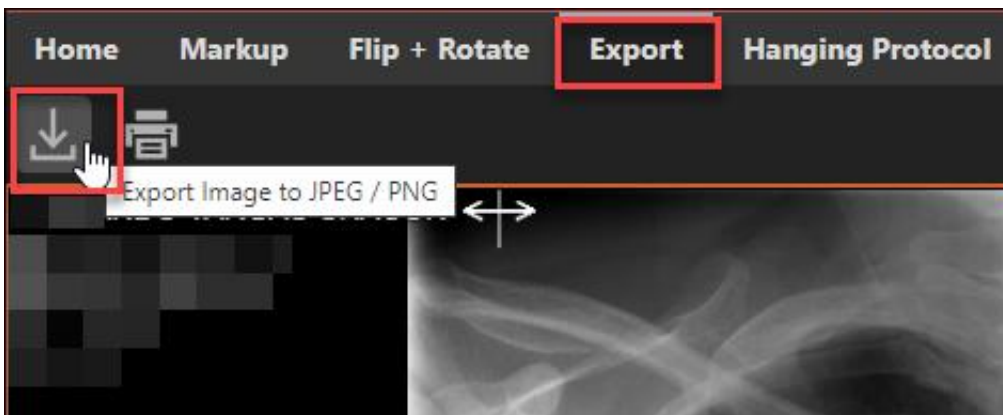 Home Markup Flip + Rotate Export Hanging Protocol
Export Image to JPEG / PNG